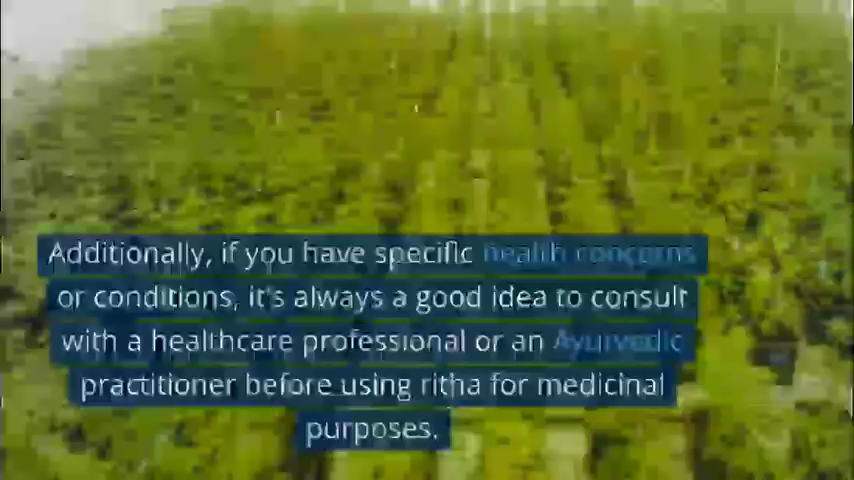 Additionally, if you have specific health concerns
or conditions, it's always a good idea to consult
with a healthcare professional or an Ayurvedic
practitioner before using ritha for medicinal
purposes.